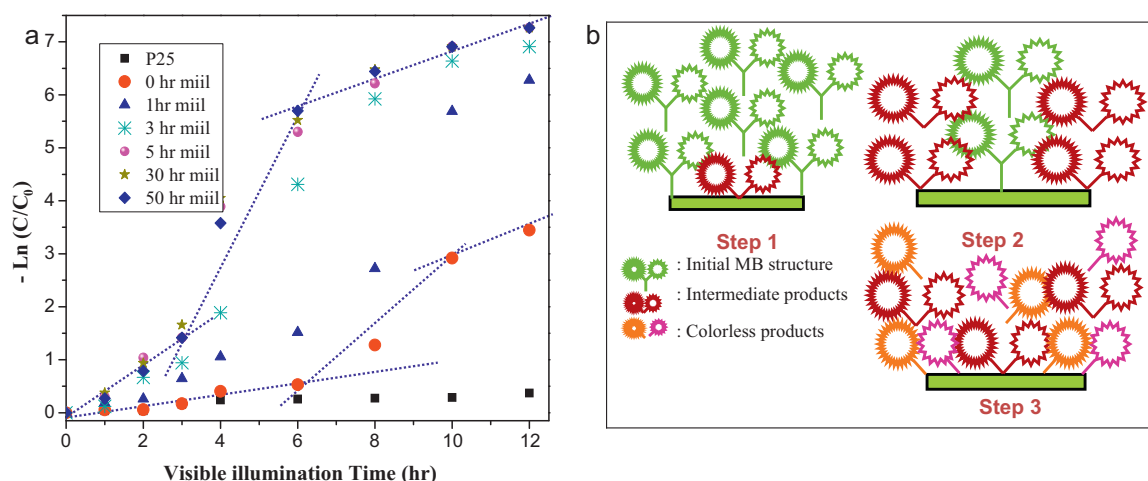 a
P25
0 hr miil
1hr miil
3 hr miil
5 hr miil
30 hr miil
50 hr miil
- Ln (C/C₀)
7
6
5
4
3
2
1
0
0 2 4 6 8 10 12
Visible illumination Time (hr)
b
Step 1
Step 2
: Initial MB structure
: Intermediate products
: Colorless products
Step 3